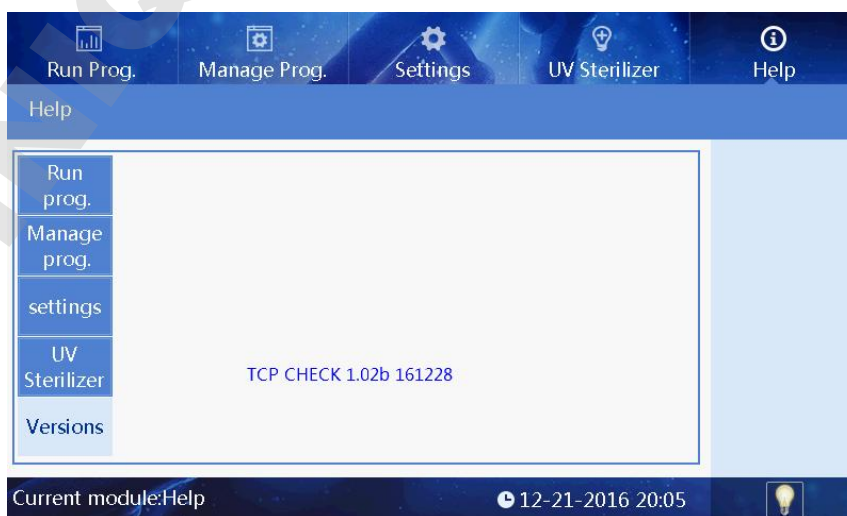 Run Prog.
Manage Prog.
Settings
UV Sterilizer
Help
Help
Run
prog.
Manage
prog.
settings
UV
Sterilizer
Versions
TCP CHECK 1.02b 161228
Current module:Help
12-21-2016 20:05